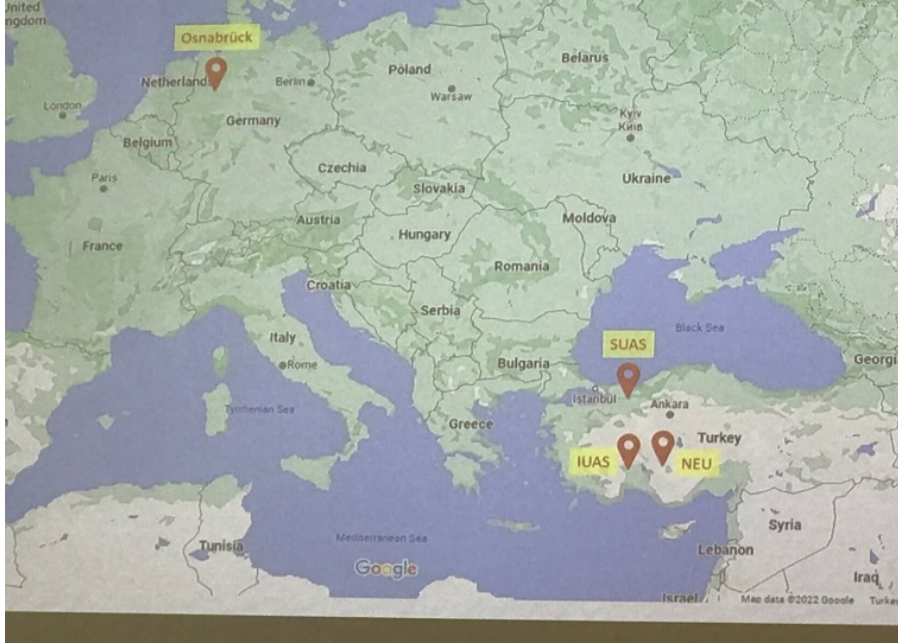 United
ngdom
Osnabrück
Netherlands
Berlin
Poland
Warsaw
Belarus
London
Germany
Belgium
Kyiv
Київ
Paris
Czechia
Slovakia
Ukraine
Austria
Moldova
France
Hungary
Romania
Croatia
Serbia
Italy
Black Sea
SUAS
Rome
Bulgaria
Georgi
Istanbul
Ankara
Tyrrhenian Sea
Greece
Turkey
IUAS
NEU
Syria
Mediterranean Sea
Tunisia
Lebanon
Google
Iraq
Israel
Map data ©2022 Google
Turke